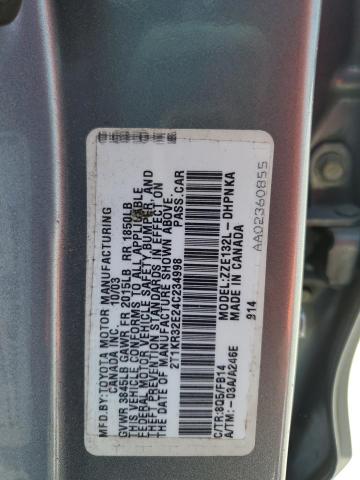 MFD.BY:TOYOTA MOTOR MANUFACTURING
CANADA INC. 10/03
GVWR 3845LB GAWR FR 2015LB RR 1850LB
THIS VEHICLE CONFORMS TO ALL APPLICABLE
FEDERAL MOTOR VEHICLE SAFETY, BUMPER, AND
THEFT PREVENTION STANDARDS IN EFFECT ON
THE DATE OF MANUFACTURE SHOWN ABOVE.
2T1KR32E24C234998 PASS.CAR
MODEL:ZZE132L-DHPNKA
MADE IN CANADA
C/TR:8Q5/FB14 914
A/TM:-03A/A246E
AA02360855